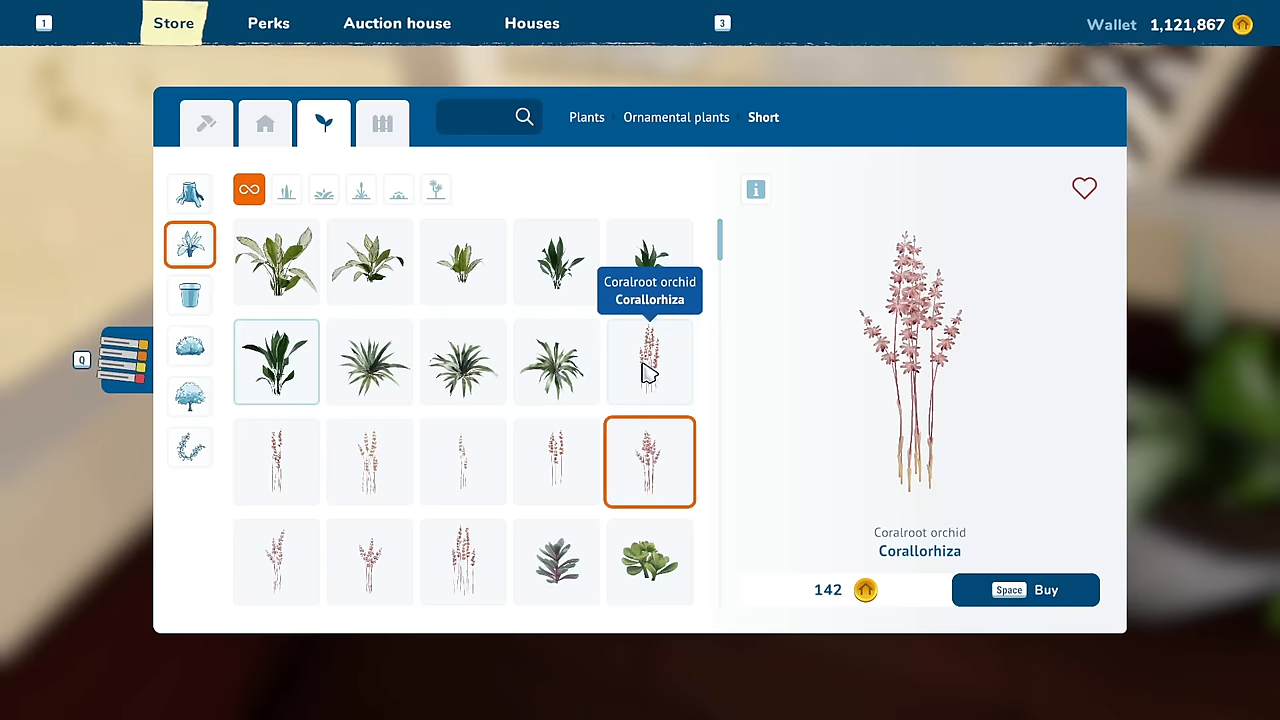 1
Store
Perks
Auction house
Houses
3
Wallet 1,121,867
Plants
Ornamental plants
Short
Coralroot orchid
Corallorhiza
Q
Coralroot orchid
Corallorhiza
142
Space Buy